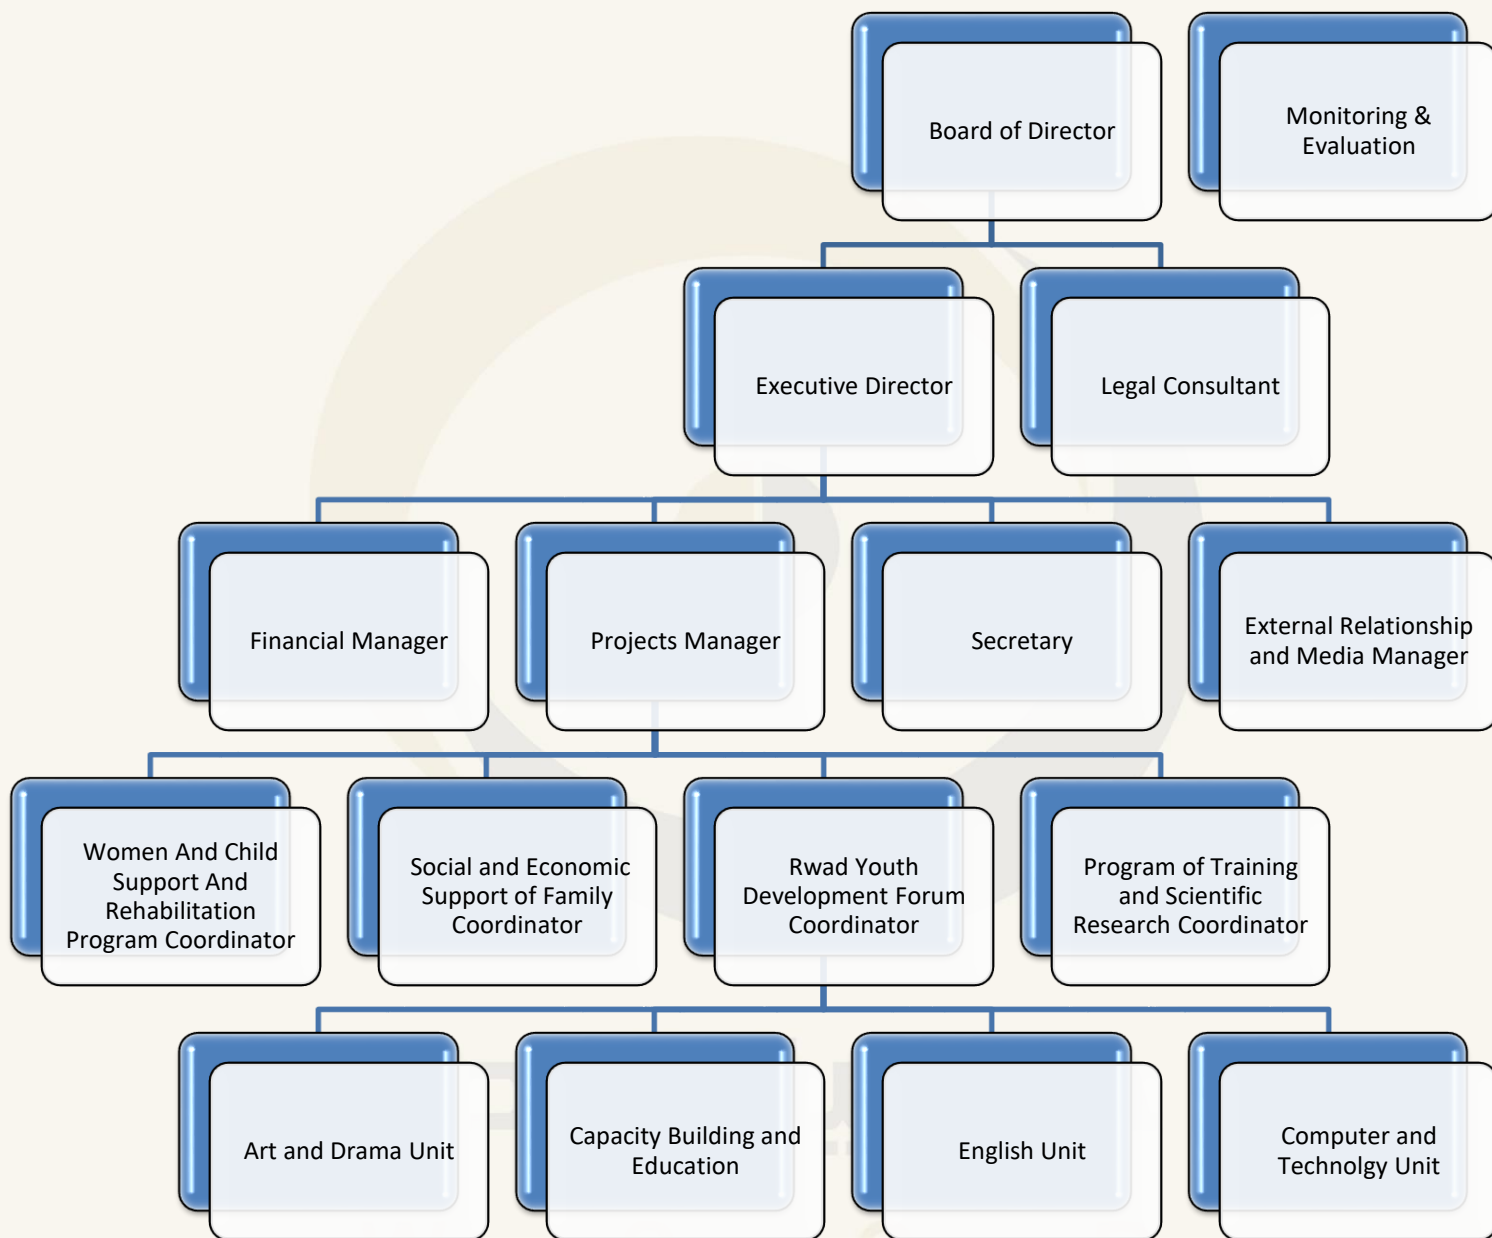 Board of Director
Monitoring &
Evaluation
Executive Director
Legal Consultant
Financial Manager
Projects Manager
Secretary
External Relationship
and Media Manager
Women And Child
Support And
Rehabilitation
Program Coordinator
Social and Economic
Support of Family
Coordinator
Rwad Youth
Development Forum
Coordinator
Program of Training
and Scientific
Research Coordinator
Art and Drama Unit
Capacity Building and
Education
English Unit
Computer and
Technolgy Unit